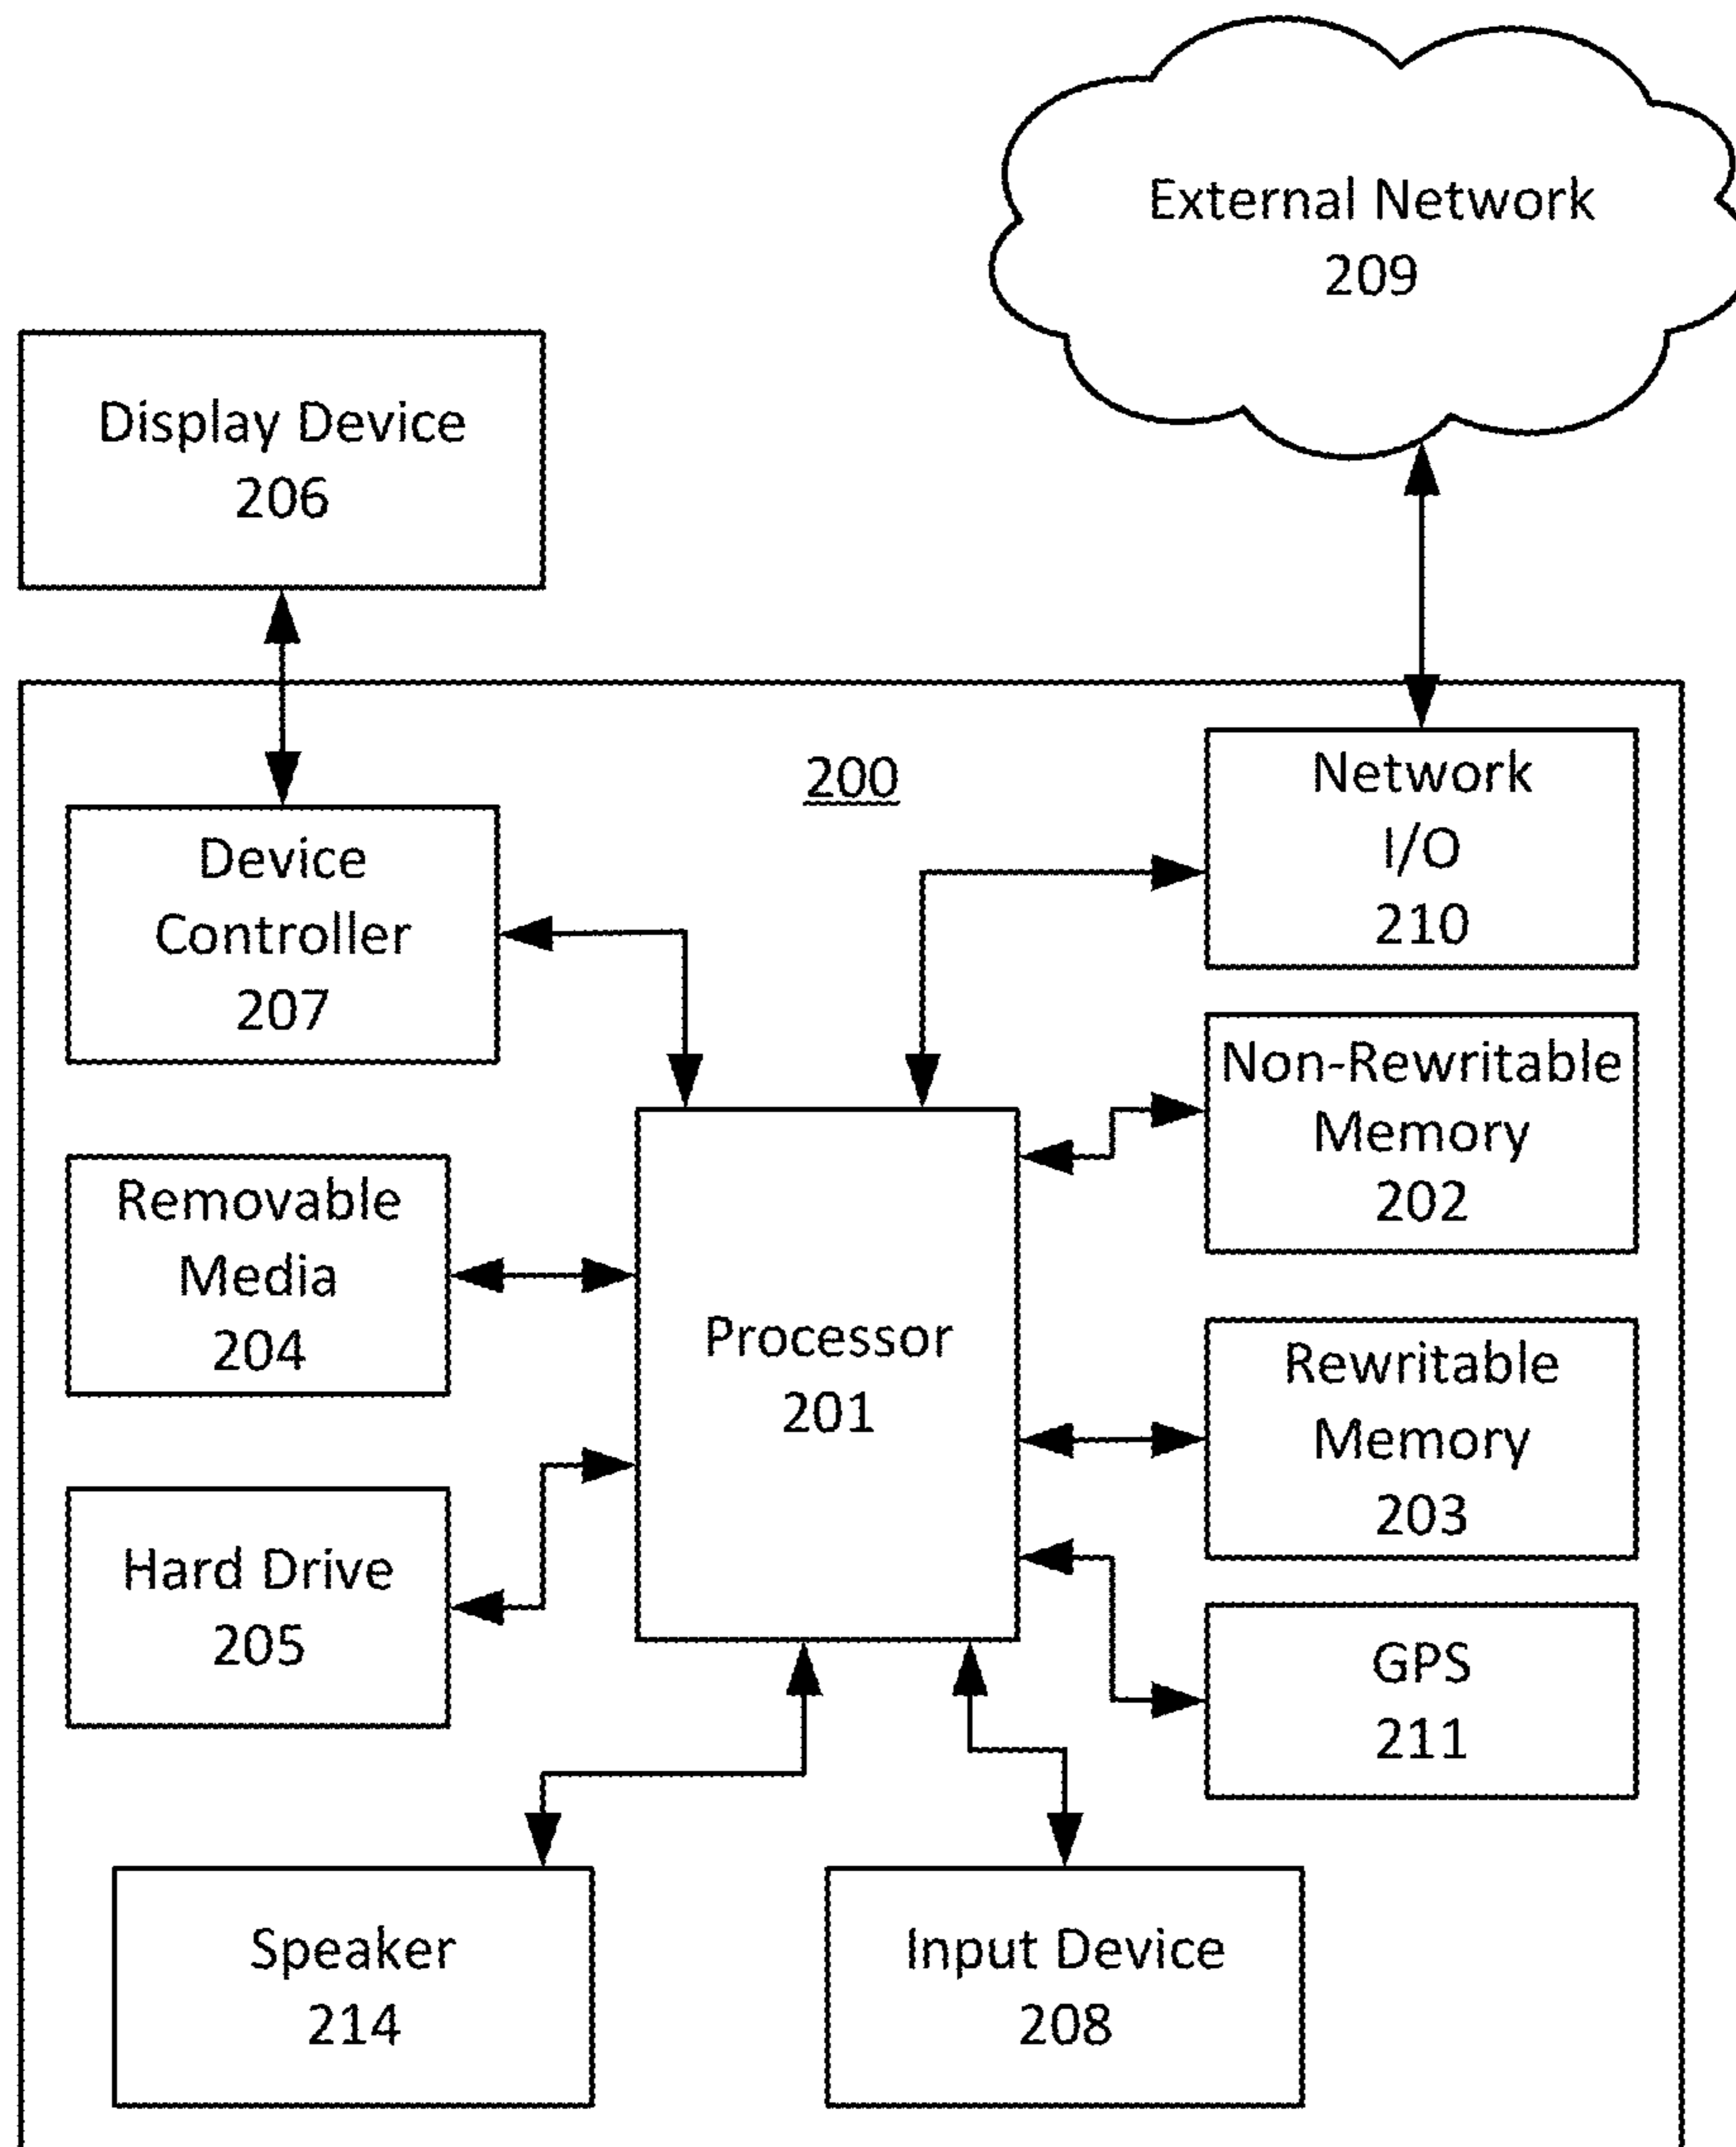 External Network
209
Display Device
206
200
Network
I/O
210
Device
Controller
207
Non-Rewritable
Memory
202
Removable
Media
204
Processor
201
Rewritable
Memory
203
Hard Drive
205
GPS
211
Speaker
214
Input Device
208